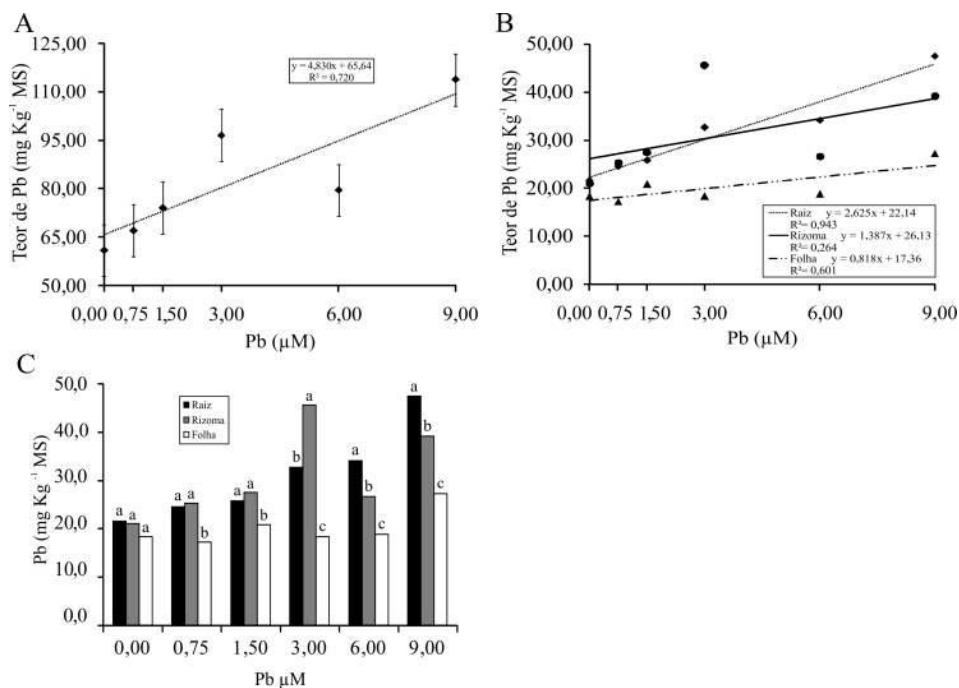 A
Teor de Pb (mg Kg⁻¹ MS)
125,00
110,00
95,00
80,00
65,00
50,00
y = 4,830x + 65,64
R² = 0,720
0,00 0,75 1,50 3,00 6,00 9,00
Pb (µM)
B
Teor de Pb (mg Kg⁻¹ MS)
50,00
40,00
30,00
20,00
10,00
0,00
Raiz y = 2,625x + 22,14
R²= 0,943
Rizoma y = 1,387x + 26,13
R²= 0,264
Folha y = 0,818x + 17,36
R²= 0,601
0,00 0,75 1,50 3,00 6,00 9,00
Pb (µM)
C
Pb (mg Kg⁻¹ MS)
50,0
40,0
30,0
20,0
10,0
0,0
Raiz
Rizoma
Folha
a a a
a a b
a a b
b a c
a b c
a b c
0,00 0,75 1,50 3,00 6,00 9,00
Pb µM